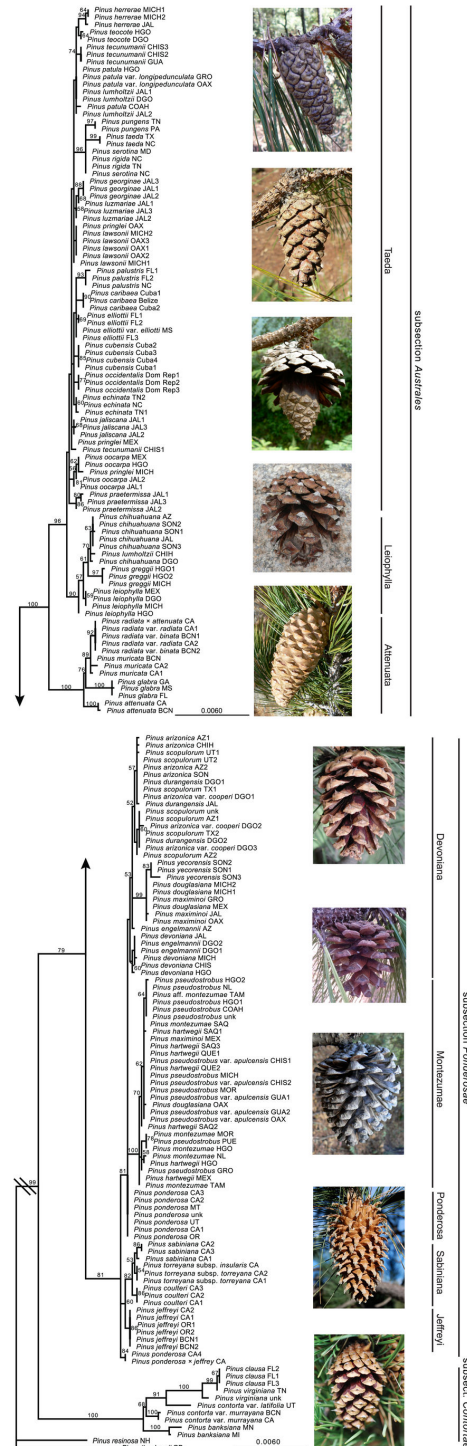 Pinus herrerae MICH1
Pinus herrerae MICH2
Pinus herrerae JAL
Pinus teocote HGO
Pinus teocote DGO
Pinus tecunumanii CHIS3
Pinus tecunumanii CHIS2
Pinus tecunumanii GUA
Pinus patula HGO
Pinus patula var. longipedunculata GRO
Pinus patula var. longipedunculata OAX
Pinus lumholtzii JAL1
Pinus lumholtzii DGO
Pinus patula COAH
Pinus lumholtzii JAL2
Pinus pungens TN
Pinus pungens PA
Pinus taeda TX
Pinus taeda NC
Pinus serotina MD
Pinus rigida NC
Pinus rigida TN
Pinus serotina NC
Pinus georginae JAL3
Pinus georginae JAL1
Pinus georginae JAL2
Pinus luzmariae JAL1
Pinus luzmariae JAL3
Pinus luzmariae JAL2
Pinus pringlei OAX
Pinus lawsonii MICH2
Pinus lawsonii OAX3
Pinus lawsonii OAX1
Pinus lawsonii OAX2
Pinus lawsonii MICH1
Pinus palustris FL1
Pinus palustris FL2
Pinus palustris NC
Pinus caribaea Cuba1
Pinus caribaea Belize
Pinus caribaea Cuba2
Pinus elliottii FL1
Pinus elliottii FL2
Pinus elliottii var. elliotti MS
Pinus elliottii FL3
Pinus cubensis Cuba2
Pinus cubensis Cuba3
Pinus cubensis Cuba4
Pinus cubensis Cuba1
Pinus occidentalis Dom Rep1
Pinus occidentalis Dom Rep2
Pinus occidentalis Dom Rep3
Pinus echinata TN2
Pinus echinata NC
Pinus echinata TN1
Pinus jaliscana JAL1
Pinus jaliscana JAL3
Pinus jaliscana JAL2
Pinus pringlei MEX
Pinus tecunumanii CHIS1
Pinus oocarpa MEX
Pinus oocarpa HGO
Pinus pringlei MICH
Pinus oocarpa JAL2
Pinus oocarpa JAL1
Pinus praetermissa JAL1
Pinus praetermissa JAL3
Pinus praetermissa JAL2
Pinus chihuahuana AZ
Pinus chihuahuana SON2
Pinus chihuahuana SON1
Pinus chihuahuana JAL
Pinus chihuahuana SON3
Pinus lumholtzii CHIH
Pinus chihuahuana DGO
Pinus greggii HGO1
Pinus greggii HGO2
Pinus greggii MICH
Pinus leiophylla MEX
Pinus leiophylla DGO
Pinus leiophylla MICH
Pinus leiophylla HGO
Pinus radiata × attenuata CA
Pinus radiata var. radiata CA1
Pinus radiata var. binata BCN1
Pinus radiata var. radiata CA2
Pinus radiata var. binata BCN2
Pinus muricata BCN
Pinus muricata CA2
Pinus muricata CA1
Pinus glabra GA
Pinus glabra MS
Pinus glabra FL
Pinus attenuata CA
Pinus attenuata BCN
0.0060
Taeda
Leiophylla
Attenuata
subsection Australes
Pinus arizonica AZ1
Pinus arizonica CHIH
Pinus scopulorum UT1
Pinus scopulorum UT2
Pinus arizonica AZ2
Pinus arizonica SON
Pinus durangensis DGO1
Pinus scopulorum TX1
Pinus arizonica var. cooperi DGO1
Pinus durangensis JAL
Pinus scopulorum unk
Pinus scopulorum AZ1
Pinus arizonica var. cooperi DGO2
Pinus scopulorum TX2
Pinus durangensis DGO2
Pinus arizonica var. cooperi DGO3
Pinus scopulorum AZ2
Pinus yecorensis SON2
Pinus yecorensis SON1
Pinus yecorensis SON3
Pinus douglasiana MICH2
Pinus douglasiana MICH1
Pinus maximinoi GRO
Pinus douglasiana MEX
Pinus maximinoi JAL
Pinus maximinoi OAX
Pinus engelmannii AZ
Pinus devoniana JAL
Pinus engelmannii DGO2
Pinus engelmannii DGO1
Pinus devoniana MICH
Pinus devoniana CHIS
Pinus devoniana HGO
Pinus pseudostrobus HGO2
Pinus pseudostrobus NL
Pinus aff. montezumae TAM
Pinus pseudostrobus HGO1
Pinus pseudostrobus COAH
Pinus pseudostrobus unk
Pinus montezumae SAQ
Pinus hartwegii SAQ1
Pinus maximinoi MEX
Pinus hartwegii SAQ3
Pinus hartwegii QUE1
Pinus pseudostrobus var. apulcensis CHIS1
Pinus hartwegii QUE2
Pinus pseudostrobus MICH
Pinus pseudostrobus var. apulcensis CHIS2
Pinus pseudostrobus MOR
Pinus pseudostrobus var. apulcensis GUA1
Pinus douglasiana OAX
Pinus pseudostrobus var. apulcensis GUA2
Pinus pseudostrobus var. apulcensis OAX
Pinus hartwegii SAQ2
Pinus montezumae MOR
Pinus pseudostrobus PUE
Pinus montezumae HGO
Pinus montezumae NL
Pinus hartwegii HGO
Pinus pseudostrobus GRO
Pinus hartwegii MEX
Pinus montezumae TAM
Pinus ponderosa CA3
Pinus ponderosa CA2
Pinus ponderosa MT
Pinus ponderosa unk
Pinus ponderosa UT
Pinus ponderosa CA1
Pinus ponderosa OR
Pinus sabiniana CA2
Pinus sabiniana CA3
Pinus sabiniana CA1
Pinus torreyana subsp. insularis CA
Pinus torreyana subsp. torreyana CA2
Pinus torreyana subsp. torreyana CA1
Pinus coulteri CA3
Pinus coulteri CA2
Pinus coulteri CA1
Pinus jeffreyi CA2
Pinus jeffreyi CA1
Pinus jeffreyi OR1
Pinus jeffreyi OR2
Pinus jeffreyi BCN1
Pinus jeffreyi BCN2
Pinus ponderosa CA4
Pinus ponderosa × jeffrey CA
Pinus clausa FL2
Pinus clausa FL1
Pinus clausa FL3
Pinus virginiana TN
Pinus virginiana unk
Pinus contorta var. latifolia UT
Pinus contorta var. murrayana BCN
Pinus contorta var. murrayana CA
Pinus banksiana MN
Pinus banksiana MI
Pinus resinosa NH
0.0060
Devoniana
Montezumae
Ponderosa
Sabiniana
Jeffreyi
subsection Ponderosae
subsect. Contortae